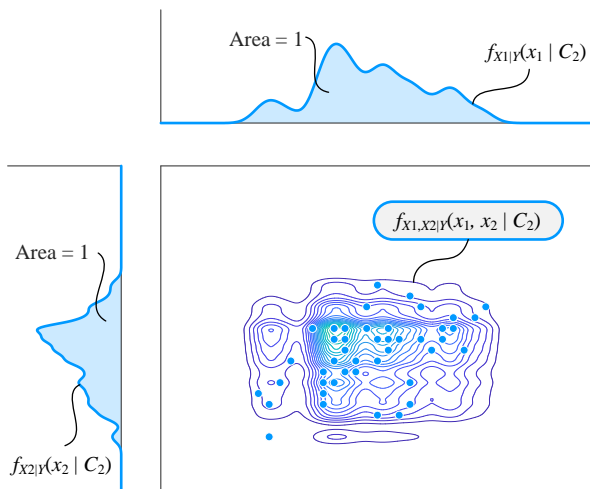 Area = 1
fX1|Y(x1 | C2)
fX1,X2|Y(x1, x2 | C2)
Area = 1
fX2|Y(x2 | C2)